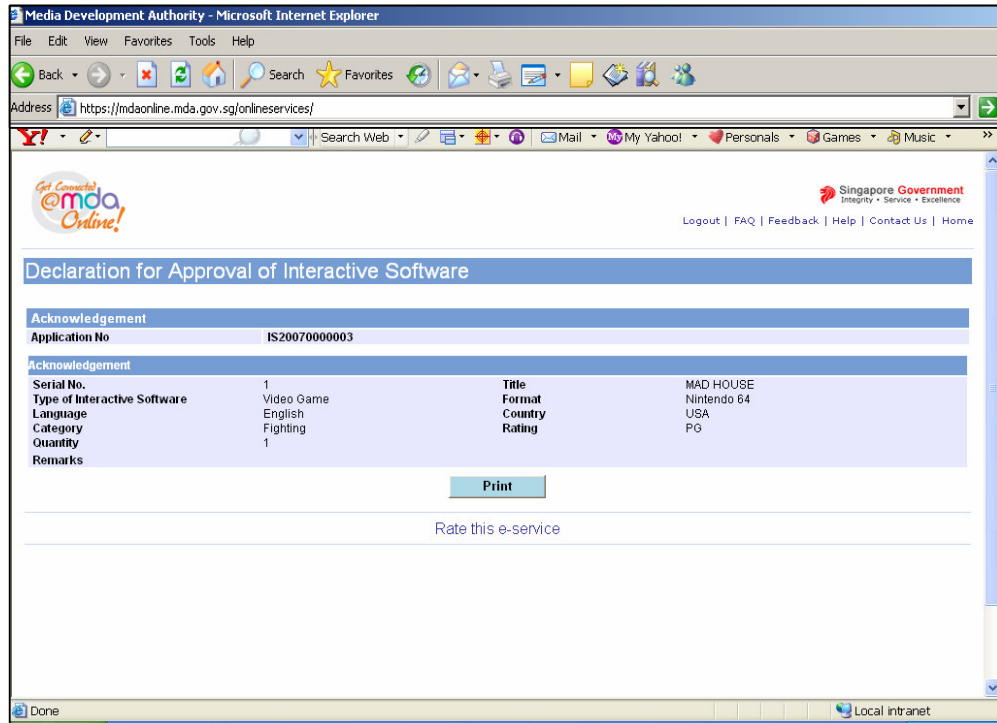 Media Development Authority - Microsoft Internet Explorer
File Edit View Favorites Tools Help
Back Search Favorites
Address https://mdaonline.mda.gov.sg/onlineservices/
Y! Search Web Mail My Yahoo! Personals Games Music »
Get Connected
@mda
Online!
Singapore Government
Integrity • Service • Excellence
Logout | FAQ | Feedback | Help | Contact Us | Home
Declaration for Approval of Interactive Software
Acknowledgement
Application No IS20070000003
Acknowledgement
Serial No. 1 Title MAD HOUSE
Type of Interactive Software Video Game Format Nintendo 64
Language English Country USA
Category Fighting Rating PG
Quantity 1
Remarks
Print
Rate this e-service
Done Local intranet